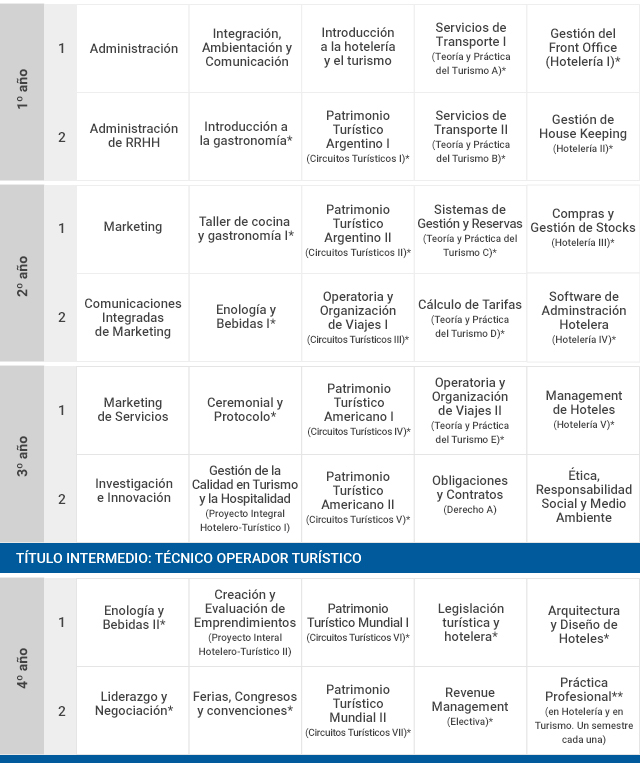 1º año
1
Administración
Integración,
Ambientación y
Comunicación
Introducción
a la hotelería
y el turismo
Servicios de
Transporte I
(Teoría y Práctica
del Turismo A)*
Gestión del
Front Office
(Hotelería I)*
2
Administración
de RRHH
Introducción a
la gastronomía*
Patrimonio
Turístico
Argentino I
(Circuitos Turísticos I)*
Servicios de
Transporte II
(Teoría y Práctica
del Turismo B)*
Gestión de
House Keeping
(Hotelería II)*
2º año
1
Marketing
Taller de cocina
y gastronomía I*
Patrimonio
Turístico
Argentino II
(Circuitos Turísticos II)*
Sistemas de
Gestión y Reservas
(Teoría y Práctica del
Turismo C)*
Compras y
Gestión de Stocks
(Hotelería III)*
2
Comunicaciones
Integradas
de Marketing
Enología y
Bebidas I*
Operatoria y
Organización
de Viajes I
(Circuitos Turísticos III)*
Cálculo de Tarifas
(Teoría y Práctica
del Turismo D)*
Software de
Adminstración
Hotelera
(Hotelería IV)*
3º año
1
Marketing
de Servicios
Ceremonial y
Protocolo*
Patrimonio
Turístico
Americano I
(Circuitos Turísticos IV)*
Operatoria y
Organización
de Viajes II
(Teoría y Práctica
del Turismo E)*
Management
de Hoteles
(Hotelería V)*
2
Investigación
e Innovación
Gestión de la
Calidad en Turismo
y la Hospitalidad
(Proyecto Integral
Hotelero-Turístico I)
Patrimonio
Turístico
Americano II
(Circuitos Turísticos V)*
Obligaciones
y Contratos
(Derecho A)
Ética,
Responsabilidad
Social y Medio
Ambiente
TÍTULO INTERMEDIO: TÉCNICO OPERADOR TURÍSTICO
4º año
1
Enología y
Bebidas II*
Creación y
Evaluación de
Emprendimientos
(Proyecto Interal
Hotelero-Turístico II)
Patrimonio
Turístico Mundial I
(Circuitos Turísticos VI)*
Legislación
turística y
hotelera*
Arquitectura
y Diseño de
Hoteles*
2
Liderazgo y
Negociación*
Ferias, Congresos
y convenciones*
Patrimonio
Turístico
Mundial II
(Circuitos Turísticos VII)*
Revenue
Management
(Electiva)*
Práctica
Profesional**
(en Hotelería y en
Turismo. Un semestre
cada una)